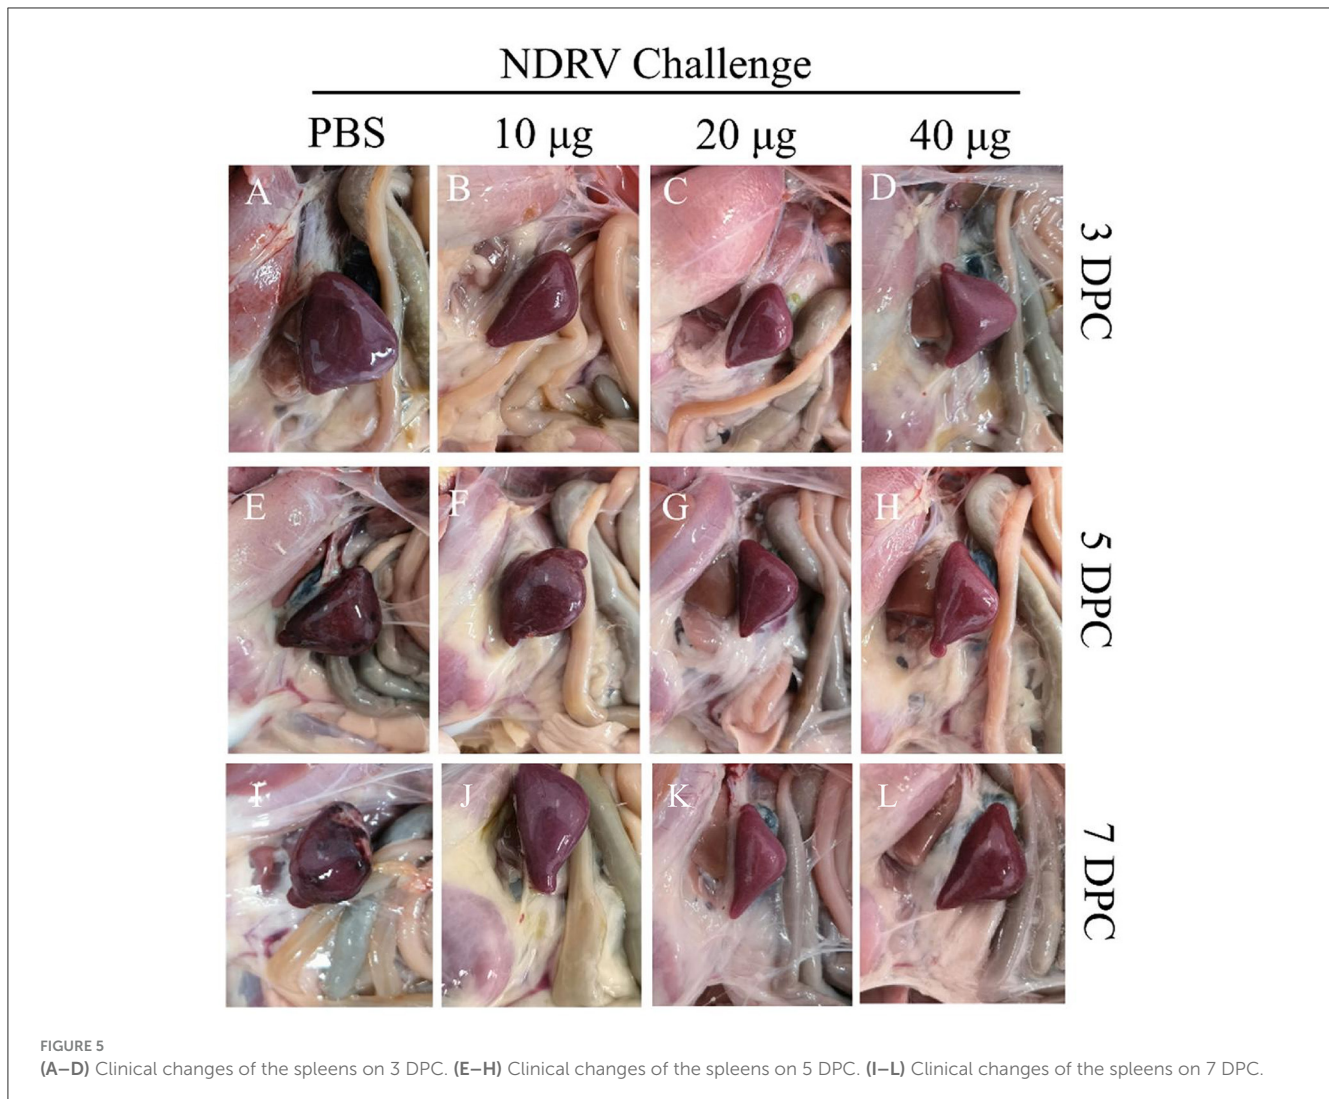 NDRV Challenge
PBS 10 μg 20 μg 40 μg
A B C D
3 DPC
E F G H
5 DPC
I J K L
7 DPC
FIGURE 5
(A–D) Clinical changes of the spleens on 3 DPC. (E–H) Clinical changes of the spleens on 5 DPC. (I–L) Clinical changes of the spleens on 7 DPC.